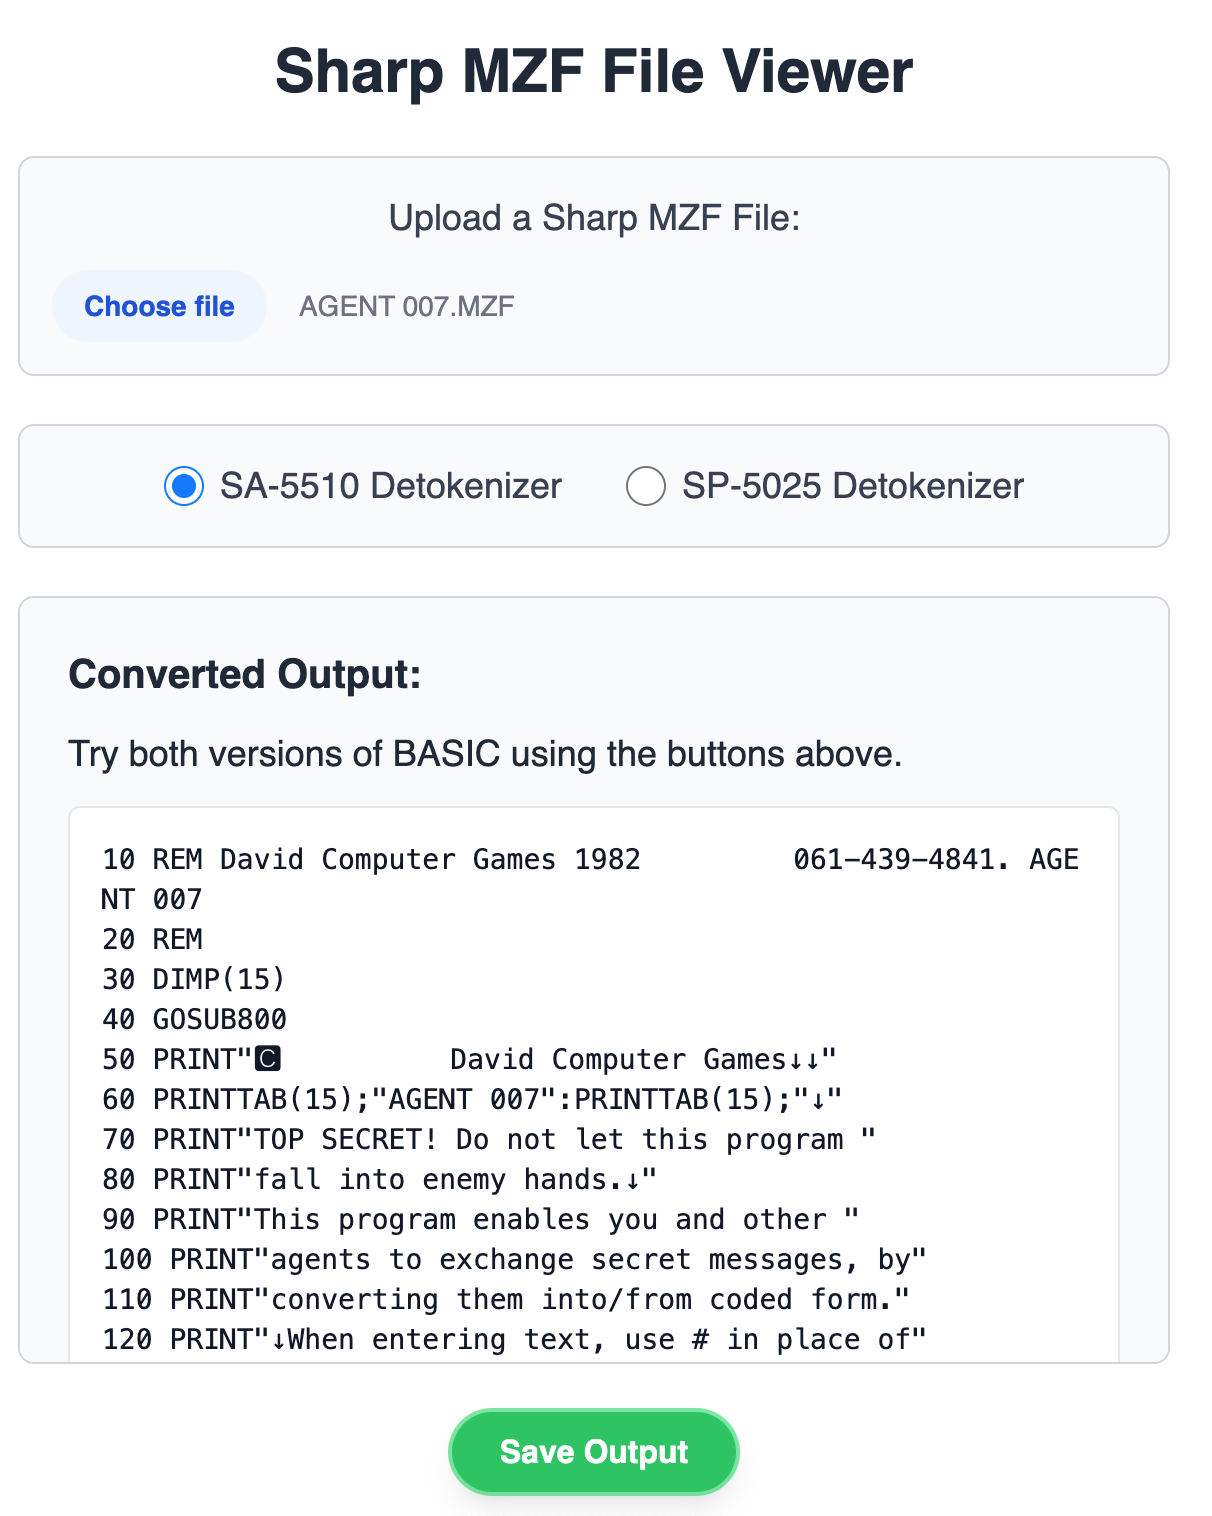 Sharp MZF File Viewer
Upload a Sharp MZF File:
Choose file AGENT 007.MZF
SA-5510 Detokenizer SP-5025 Detokenizer
Converted Output:
Try both versions of BASIC using the buttons above.
10 REM David Computer Games 1982         061-439-4841. AGE
NT 007
20 REM
30 DIMP(15)
40 GOSUB800
50 PRINT"🅲          David Computer Games↓↓"
60 PRINTTAB(15);"AGENT 007":PRINTTAB(15);"↓"
70 PRINT"TOP SECRET! Do not let this program "
80 PRINT"fall into enemy hands.↓"
90 PRINT"This program enables you and other "
100 PRINT"agents to exchange secret messages, by"
110 PRINT"converting them into/from coded form."
120 PRINT"↓When entering text, use # in place of"
Save Output